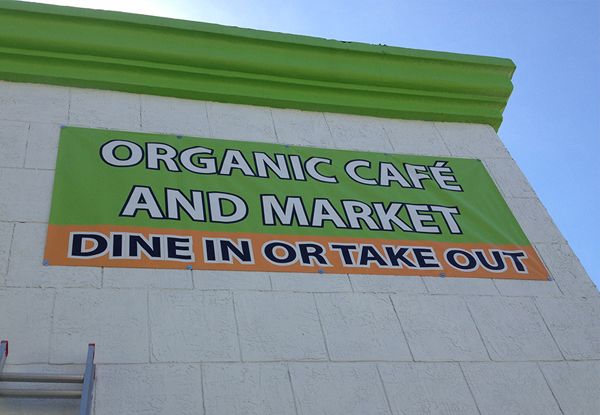 ORGANIC CAFÉ
AND MARKET
DINE IN OR TAKE OUT